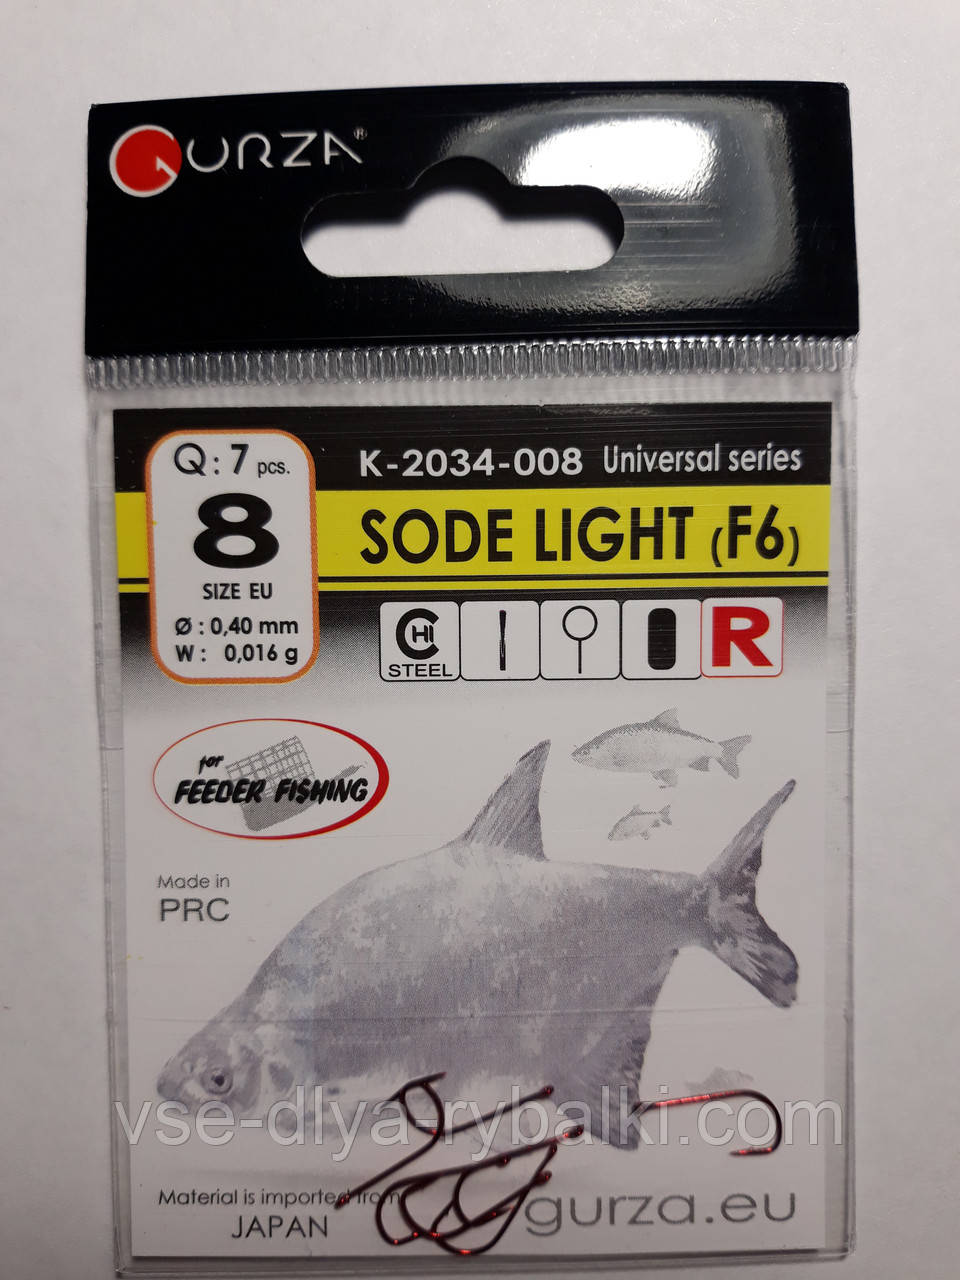 GURZA®
Q: 7 pcs.
8
SIZE EU
Ø : 0,40 mm
W : 0,016 g
K-2034-008 Universal series
SODE LIGHT (F6)
C HI
STEEL
R
for
FEEDER FISHING
Made in
PRC
vse-dlya-rybalki.com
Material is imported from
JAPAN
gurza.eu